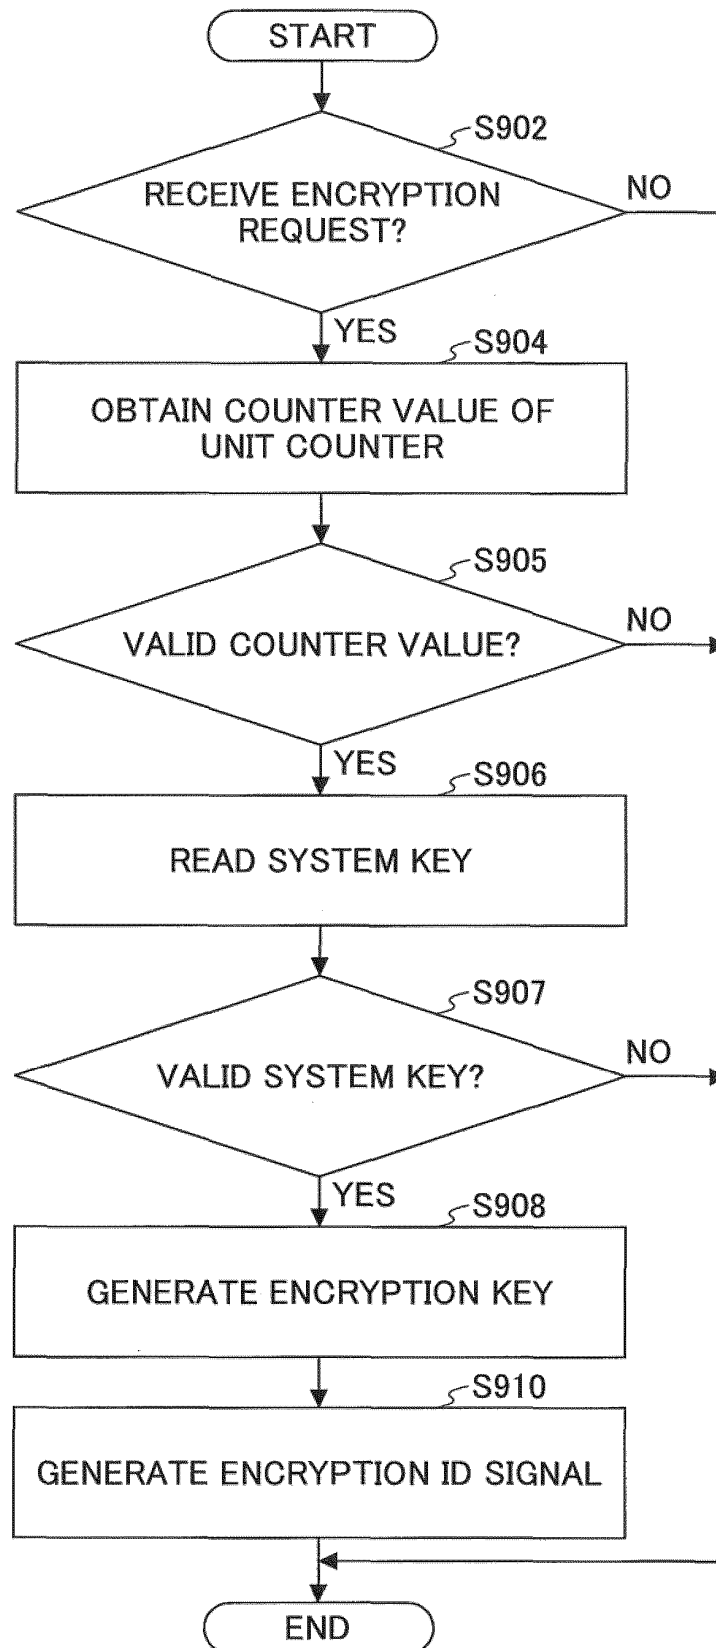 START
S902
RECEIVE ENCRYPTION
REQUEST?
NO
YES
S904
OBTAIN COUNTER VALUE OF
UNIT COUNTER
S905
VALID COUNTER VALUE?
NO
YES
S906
READ SYSTEM KEY
S907
VALID SYSTEM KEY?
NO
YES
S908
GENERATE ENCRYPTION KEY
S910
GENERATE ENCRYPTION ID SIGNAL
END